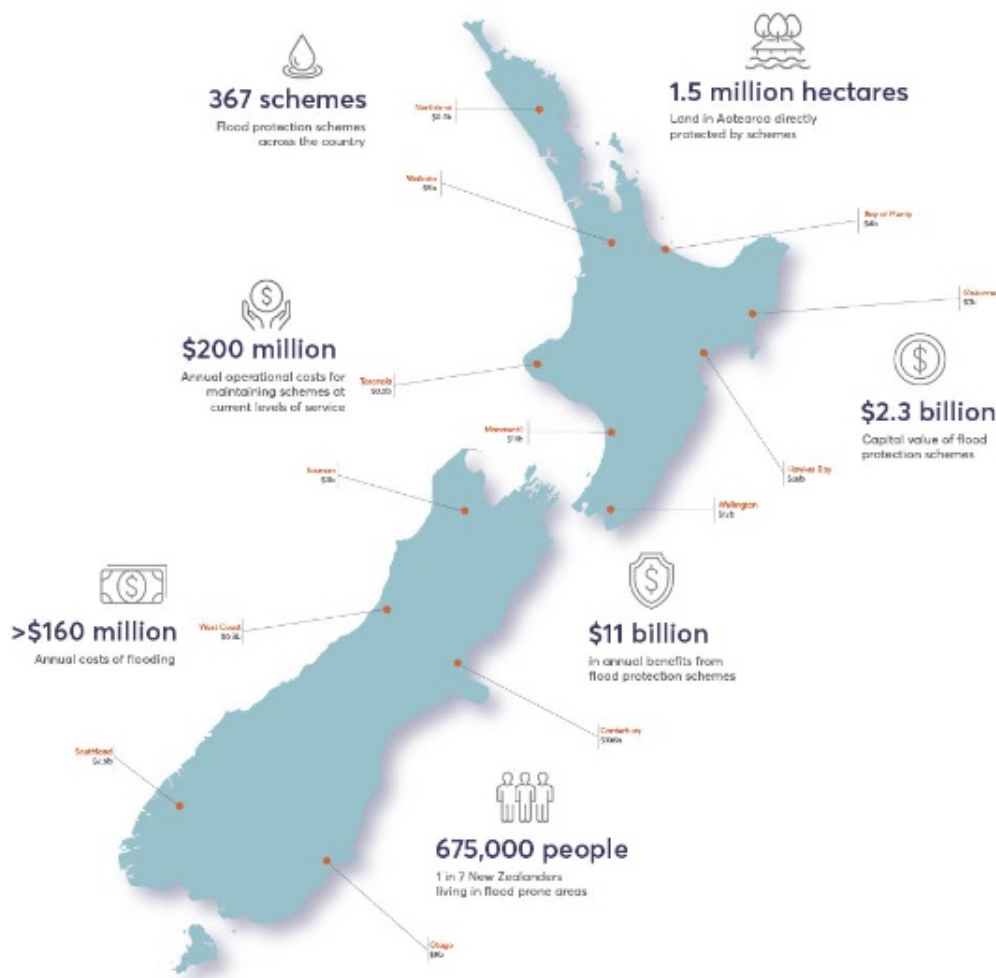 367 schemes
Flood protection schemes
across the country
1.5 million hectares
Land in Aotearoa directly
protected by schemes
Northland
Waikato
Bay of Plenty
$200 million
Annual operational costs for
maintaining schemes at
current levels of service
Taranaki
$2.3 billion
Capital value of flood
protection schemes
Manawatū
Hawkes Bay
Wellington
Tasman
>$160 million
Annual costs of flooding
West Coast
$11 billion
in annual benefits from
flood protection schemes
Canterbury
Southland
675,000 people
1 in 7 New Zealanders
living in flood prone areas
Otago